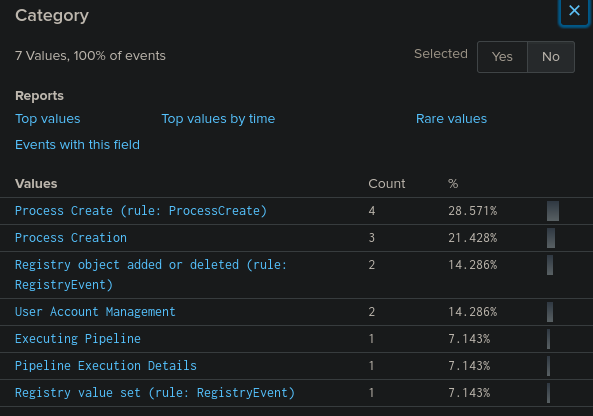 Category
7 Values, 100% of events
Selected Yes No
Reports
Top values Top values by time Rare values
Events with this field
Values Count %
Process Create (rule: ProcessCreate) 4 28.571%
Process Creation 3 21.428%
Registry object added or deleted (rule: 2 14.286%
RegistryEvent)
User Account Management 2 14.286%
Executing Pipeline 1 7.143%
Pipeline Execution Details 1 7.143%
Registry value set (rule: RegistryEvent) 1 7.143%